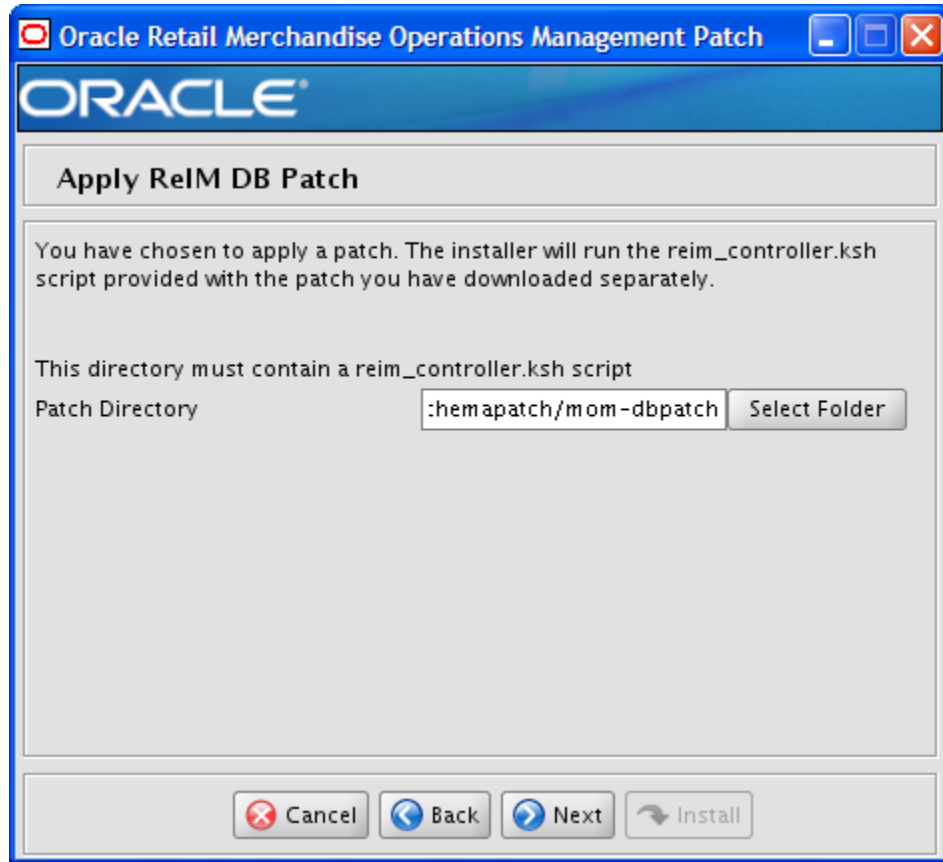 Oracle Retail Merchandise Operations Management Patch
ORACLE®
Apply ReIM DB Patch
You have chosen to apply a patch. The installer will run the reim_controller.ksh
script provided with the patch you have downloaded separately.
This directory must contain a reim_controller.ksh script
Patch Directory :hemapatch/mom-dbpatch Select Folder
Cancel Back Next Install